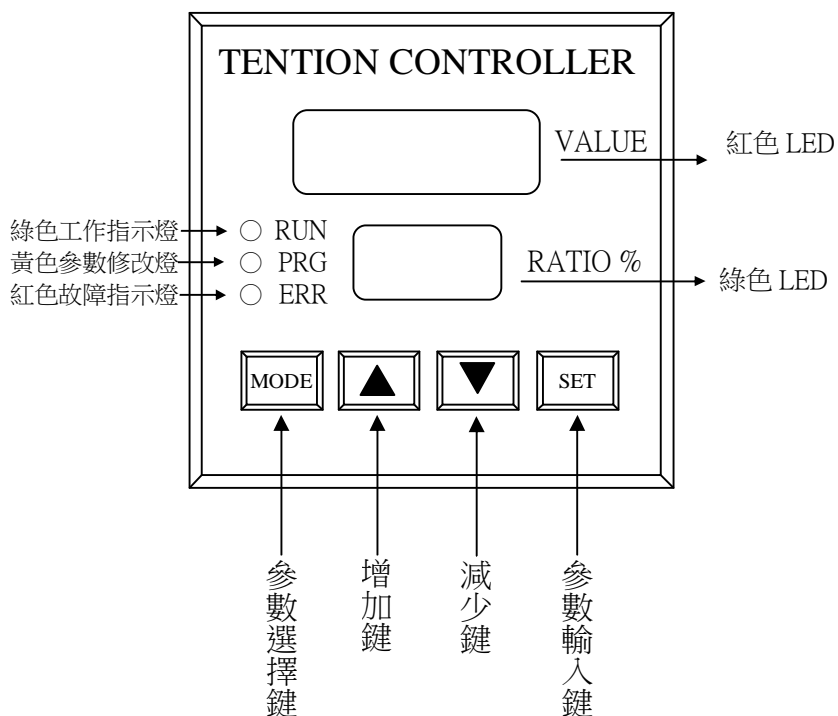 TENTION CONTROLLER
VALUE
紅色 LED
綠色工作指示燈
RUN
黃色參數修改燈
PRG
紅色故障指示燈
ERR
RATIO %
綠色 LED
MODE
SET
參數選擇鍵
增加鍵
減少鍵
參數輸入鍵